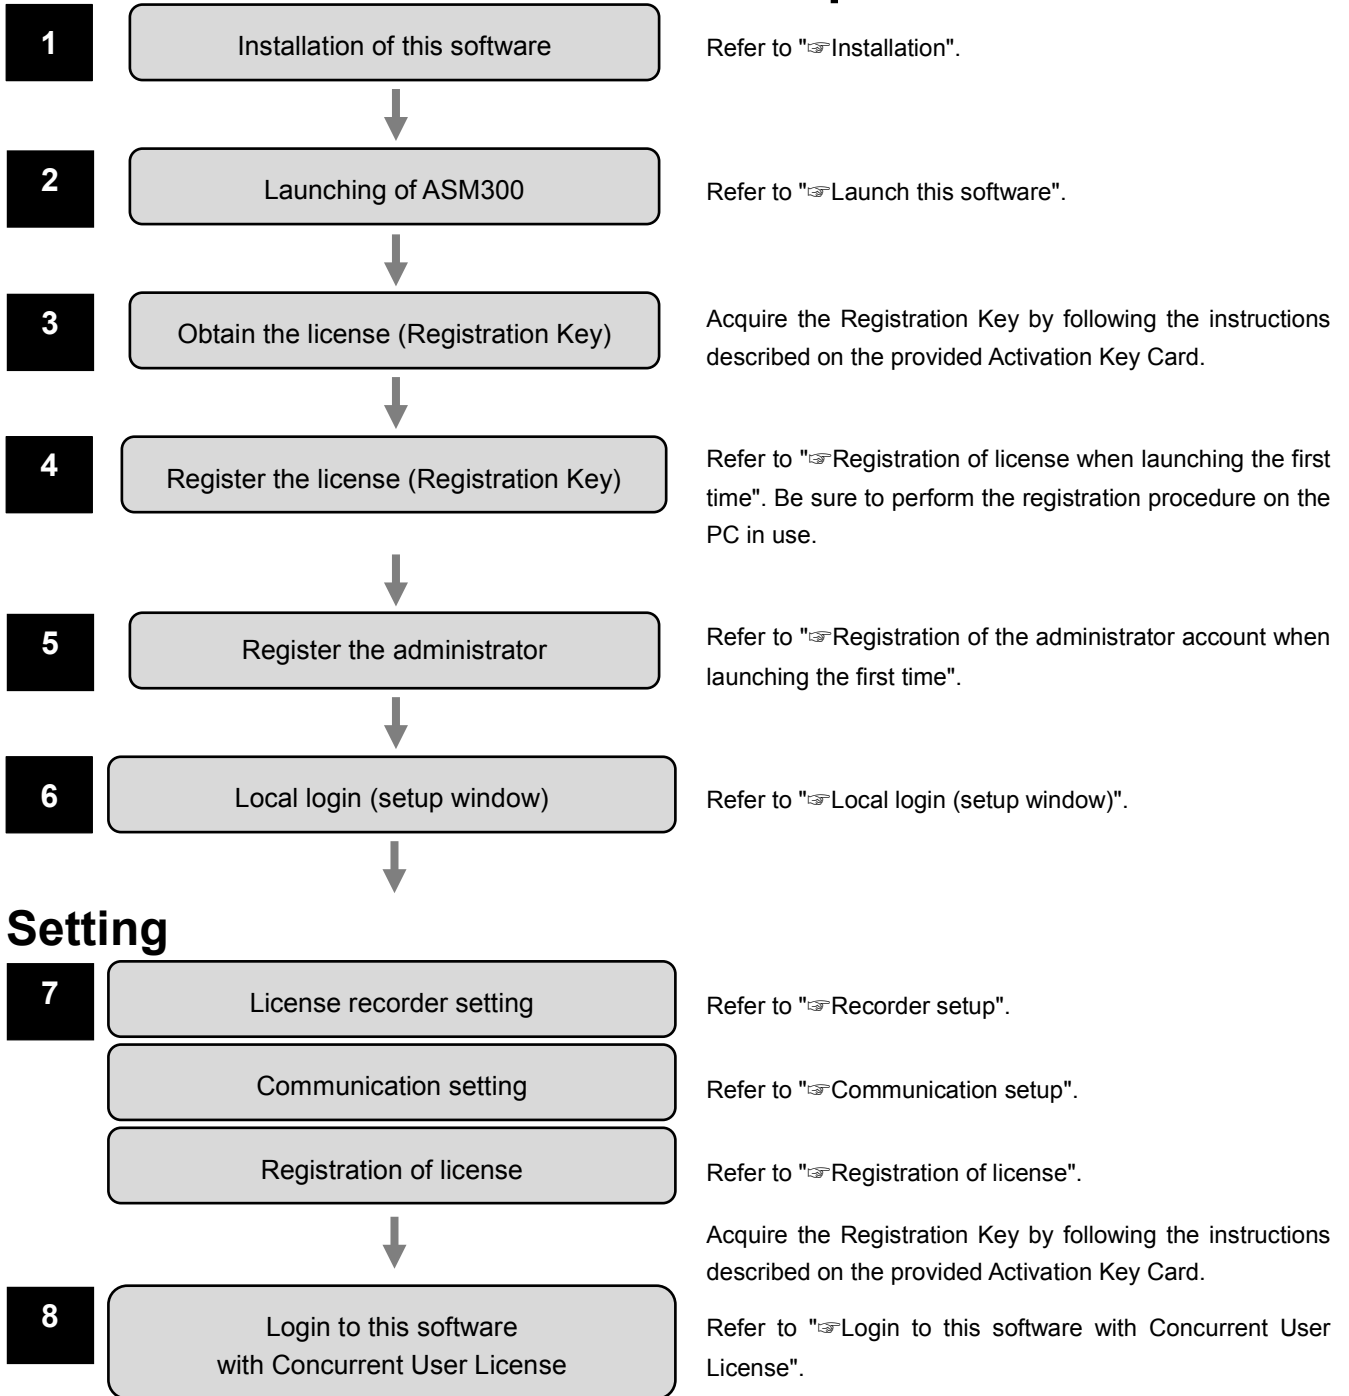 1
Installation of this software
Refer to "☞Installation".
2
Launching of ASM300
Refer to "☞Launch this software".
3
Obtain the license (Registration Key)
Acquire the Registration Key by following the instructions
described on the provided Activation Key Card.
4
Register the license (Registration Key)
Refer to "☞Registration of license when launching the first
time". Be sure to perform the registration procedure on the
PC in use.
5
Register the administrator
Refer to "☞Registration of the administrator account when
launching the first time".
6
Local login (setup window)
Refer to "☞Local login (setup window)".
Setting
7
License recorder setting
Refer to "☞Recorder setup".
Communication setting
Refer to "☞Communication setup".
Registration of license
Refer to "☞Registration of license".
Acquire the Registration Key by following the instructions
described on the provided Activation Key Card.
8
Login to this software
with Concurrent User License
Refer to "☞Login to this software with Concurrent User
License".